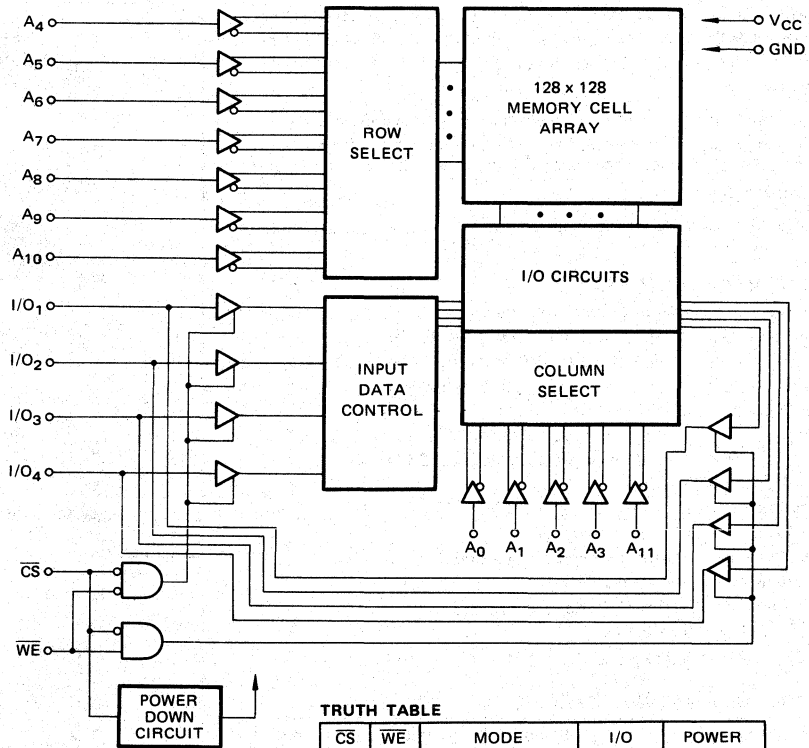 A4
A5
A6
A7
A8
A9
A10
I/O1
I/O2
I/O3
I/O4
CS
WE
ROW
SELECT
128 x 128
MEMORY CELL
ARRAY
VCC
GND
I/O CIRCUITS
COLUMN
SELECT
INPUT
DATA
CONTROL
A0
A1
A2
A3
A11
POWER
DOWN
CIRCUIT
TRUTH TABLE
CS WE MODE I/O POWER